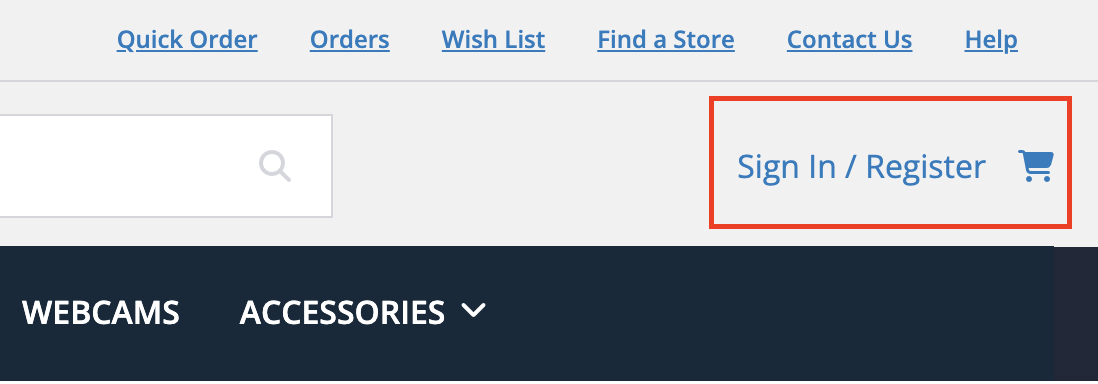 Quick Order Orders Wish List Find a Store Contact Us Help
Sign In / Register
WEBCAMS ACCESSORIES